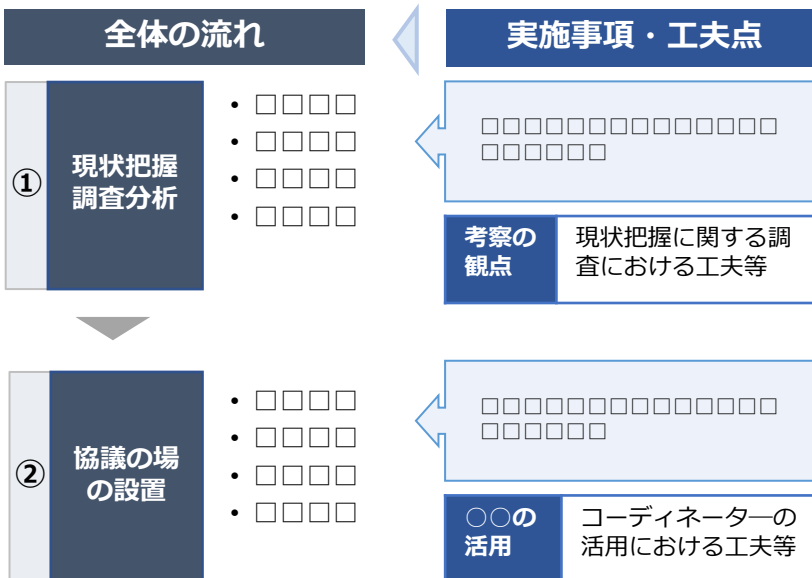 全体の流れ
実施事項・工夫点
①
現状把握
調査分析
• □□□□
• □□□□
• □□□□
• □□□□
□□□□□□□□□□□□□□
□□□□□□
考察の
観点
現状把握に関する調
査における工夫等
②
協議の場
の設置
• □□□□
• □□□□
• □□□□
• □□□□
□□□□□□□□□□□□□□
□□□□□□
○○の
活用
コーディネーターの
活用における工夫等